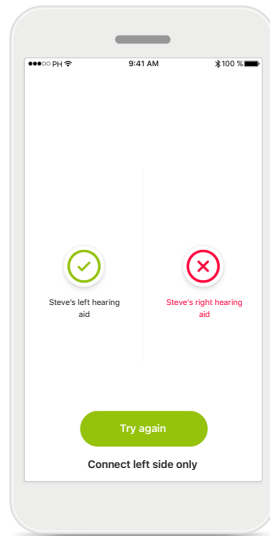 PH 9:41 AM 100 %
Steve's left hearing
aid
Steve's right hearing
aid
Try again
Connect left side only